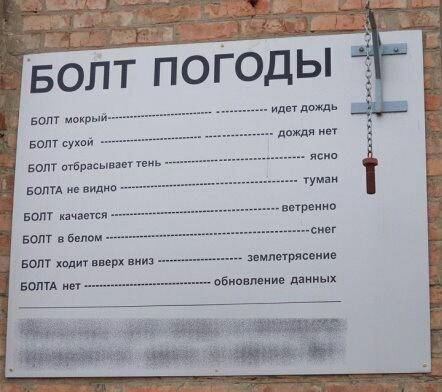 БОЛТ ПОГОДЫ
БОЛТ мокрый------------------------- ------------- идет дождь
БОЛТ сухой ------------------------- ---------------- дождя нет
БОЛТ отбрасывает тень ---------------------------------- ясно
БОЛТА не видно --------------------------------------------- туман
БОЛТ качается ------------------------------------------ ветренно
БОЛТ в белом --------------------------------------------------снег
БОЛТ ходит вверх вниз --------------------- землетрясение
БОЛТА нет ------------------------------- обновление данных